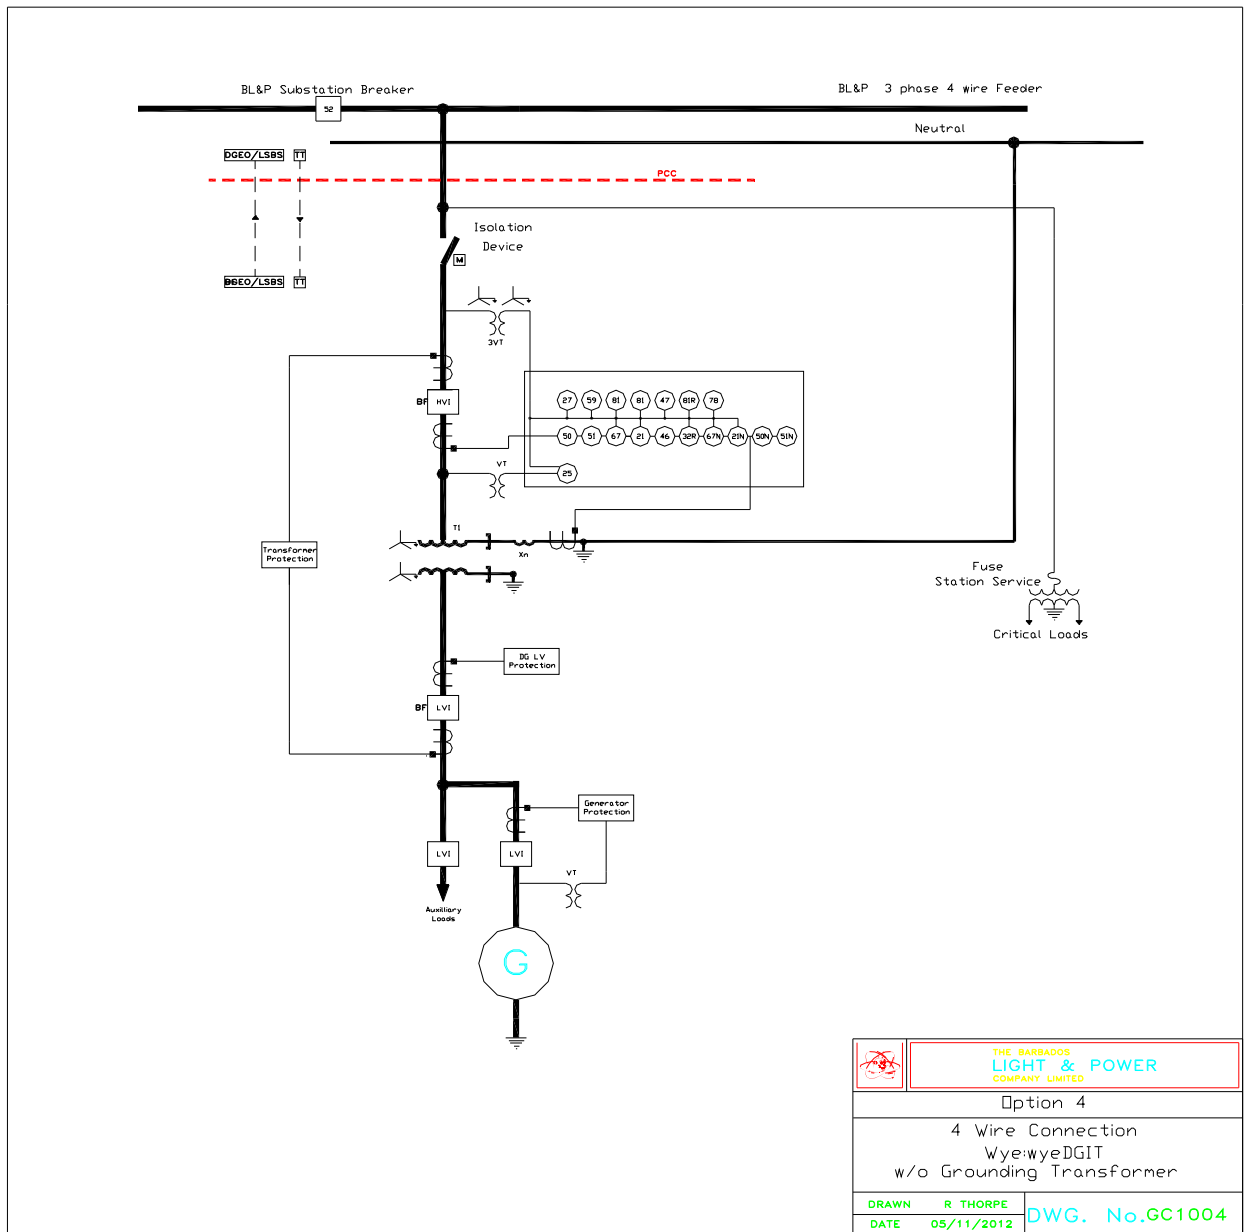 BL&P Substation Breaker
BL&P 3 phase 4 wire Feeder
52
Neutral
DGEO/LSBS TT
PCC
Isolation
Device
M
DGEO/LSBS TT
3VT
BF HVI
27 59 81 81 47 81R 78
50 51 67 21 46 32R 67N 21N 50N 51N
VT
25
T1
Xn
Transformer
Protection
Fuse
Station Service
Critical Loads
DG LV
Protection
BF LVI
Generator
Protection
LVI LVI
VT
Auxilliary
Loads
G
THE BARBADOS
LIGHT & POWER
COMPANY LIMITED
Option 4
4 Wire Connection
Wye:wyeDGIT
w/o Grounding Transformer
DRAWN R THORPE
DATE 05/11/2012
DWG. No.GC1004